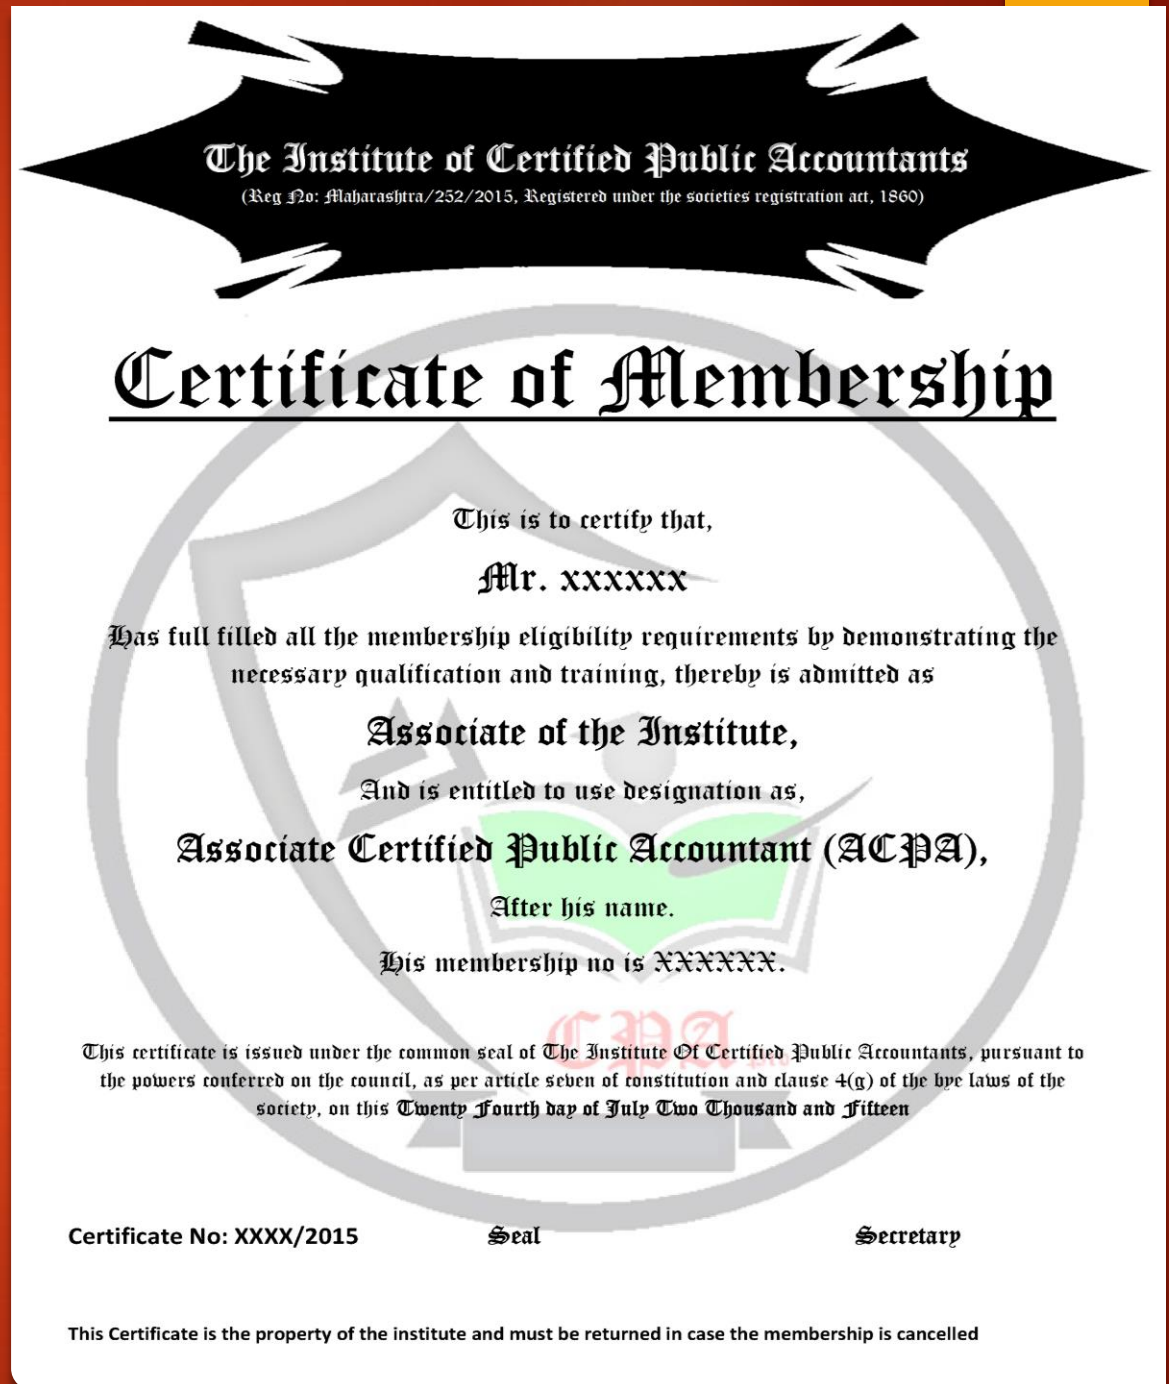 The Institute of Certified Public Accountants
(Reg No: Maharashtra/252/2015, Registered under the societies registration act, 1860)
Certificate of Membership
This is to certify that,
Mr. xxxxxx
Has full filled all the membership eligibility requirements by demonstrating the
necessary qualification and training, thereby is admitted as
Associate of the Institute,
And is entitled to use designation as,
Associate Certified Public Accountant (ACPA),
After his name.
His membership no is XXXXXX.
CPA
This certificate is issued under the common seal of The Institute Of Certified Public Accountants, pursuant to
the powers conferred on the council, as per article seven of constitution and clause 4(g) of the bye laws of the
society, on this Twenty Fourth day of July Two Thousand and Fifteen
Certificate No: XXXX/2015 Seal Secretary
This Certificate is the property of the institute and must be returned in case the membership is cancelled